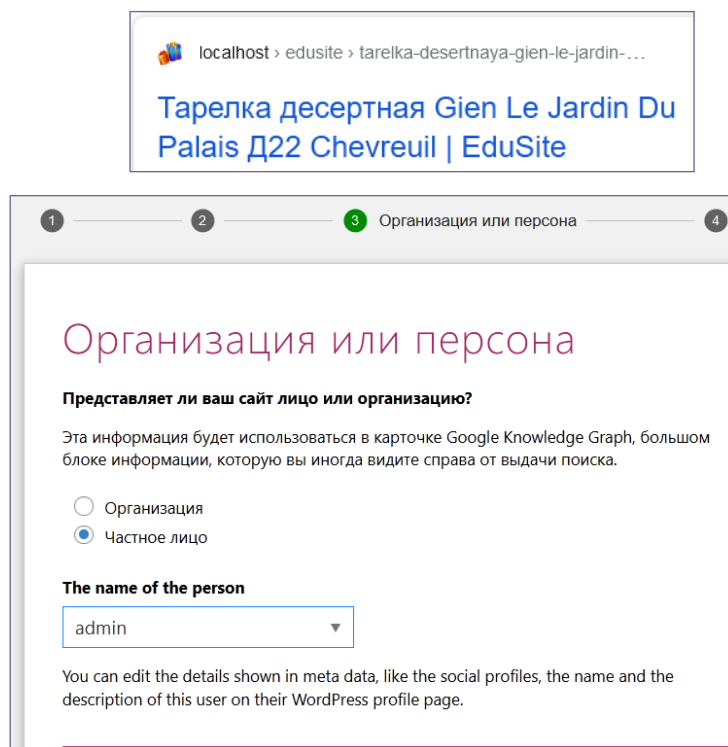 localhost › edusite › tarelka-desertnaya-gien-le-jardin-...
Тарелка десертная Gien Le Jardin Du
Palais Д22 Chevreuil | EduSite
1 2 3 Организация или персона 4
Организация или персона
Представляет ли ваш сайт лицо или организацию?
Эта информация будет использоваться в карточке Google Knowledge Graph, большом
блоке информации, которую вы иногда видите справа от выдачи поиска.
Организация
Частное лицо
The name of the person
admin
You can edit the details shown in meta data, like the social profiles, the name and the
description of this user on their WordPress profile page.